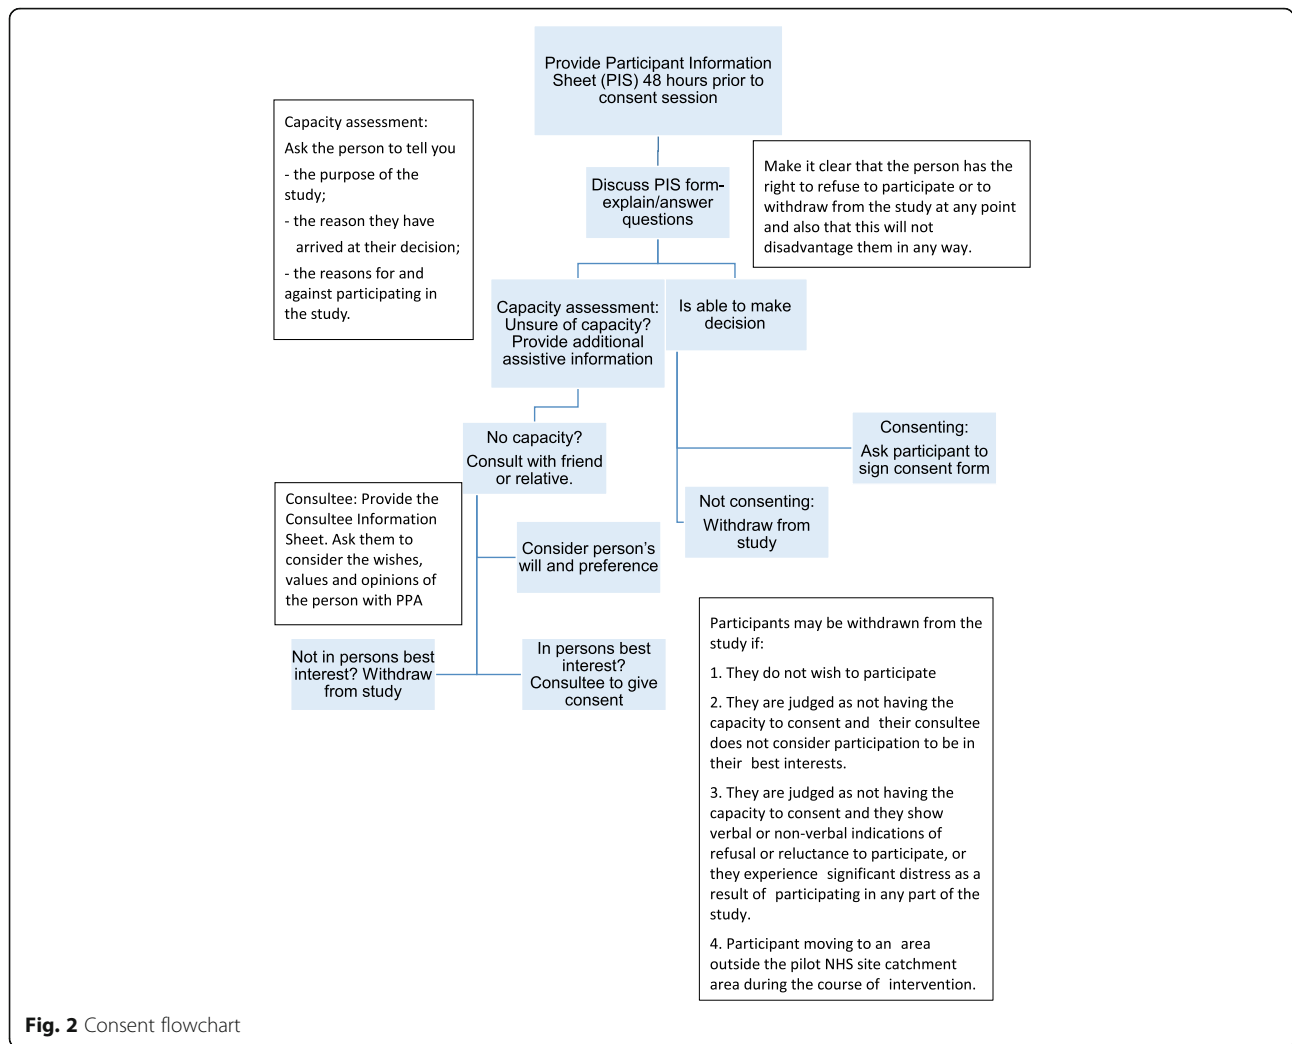 Provide Participant Information
Sheet (PIS) 48 hours prior to
consent session
Capacity assessment:
Ask the person to tell you
- the purpose of the
study;
- the reason they have
arrived at their decision;
- the reasons for and
against participating in
the study.
Discuss PIS form-
explain/answer
questions
Make it clear that the person has the
right to refuse to participate or to
withdraw from the study at any point
and also that this will not
disadvantage them in any way.
Capacity assessment:
Unsure of capacity?
Provide additional
assistive information
Is able to make
decision
No capacity?
Consult with friend
or relative.
Consenting:
Ask participant to
sign consent form
Consultee: Provide the
Consultee Information
Sheet. Ask them to
consider the wishes,
values and opinions of
the person with PPA
Not consenting:
Withdraw from
study
Consider person's
will and preference
Not in persons best
interest? Withdraw
from study
In persons best
interest?
Consultee to give
consent
Participants may be withdrawn from the
study if:
1. They do not wish to participate
2. They are judged as not having the
capacity to consent and their consultee
does not consider participation to be in
their best interests.
3. They are judged as not having the
capacity to consent and they show
verbal or non-verbal indications of
refusal or reluctance to participate, or
they experience significant distress as a
result of participating in any part of the
study.
4. Participant moving to an area
outside the pilot NHS site catchment
area during the course of intervention.
Fig. 2 Consent flowchart